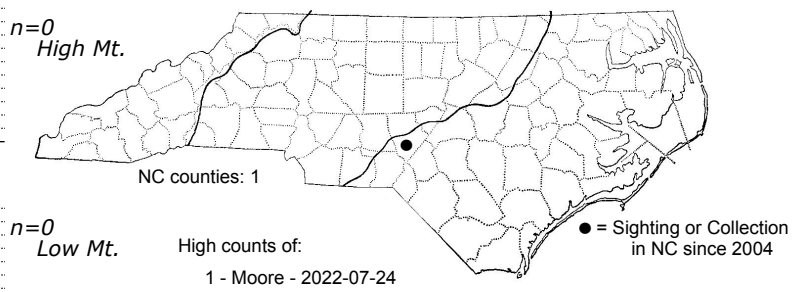 n=0
High Mt.
NC counties: 1
n=0
Low Mt.
High counts of:
1 - Moore - 2022-07-24
● = Sighting or Collection
in NC since 2004